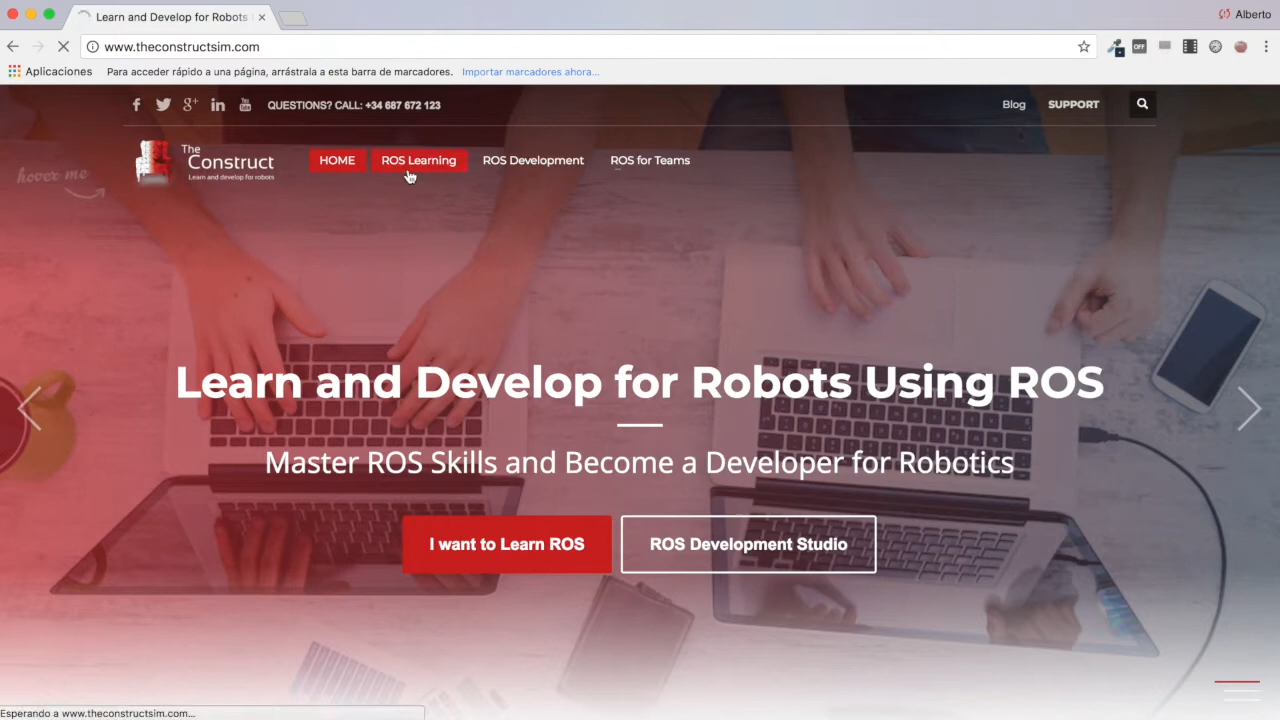 Learn and Develop for Robots
Alberto
www.theconstructsim.com
OFF
Aplicaciones
Para acceder rápido a una página, arrástrala a esta barra de marcadores.
Importar marcadores ahora...
QUESTIONS? CALL: +34 687 672 123
Blog
SUPPORT
The
Construct
Learn and develop for robots
HOME
ROS Learning
ROS Development
ROS for Teams
hover me
Learn and Develop for Robots Using ROS
Master ROS Skills and Become a Developer for Robotics
I want to Learn ROS
ROS Development Studio
Esperando a www.theconstructsim.com...